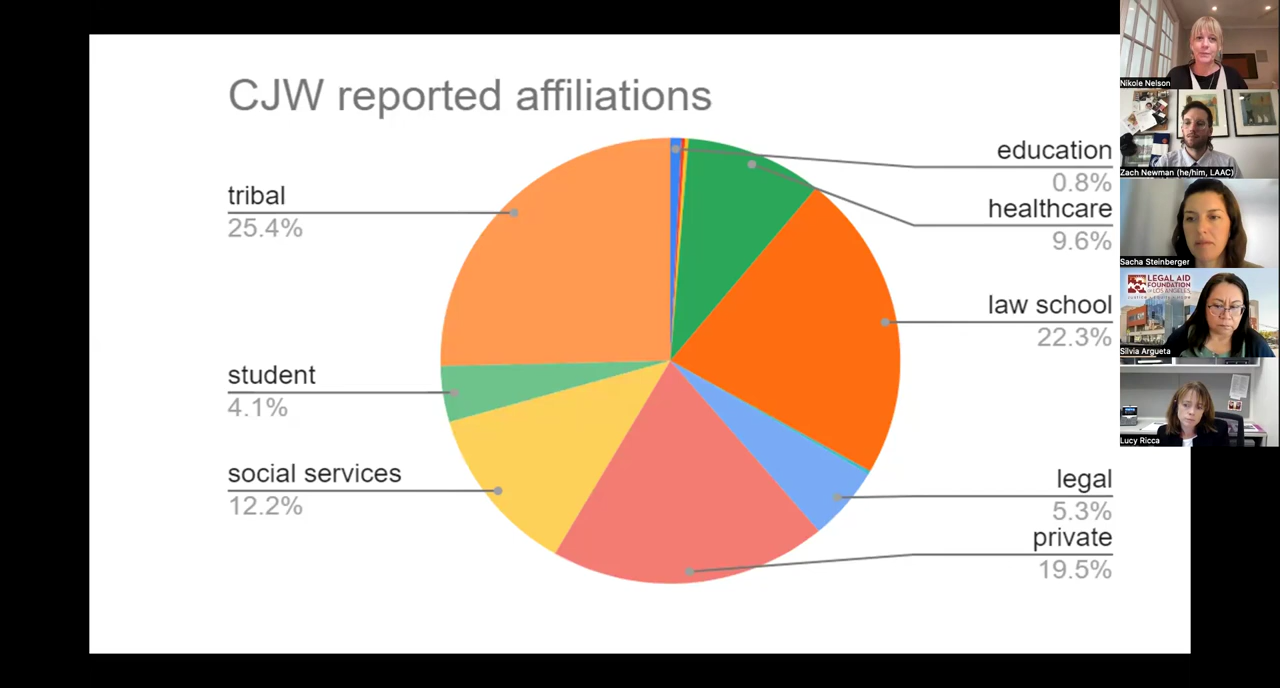 CJW reported affiliations
tribal
25.4%
student
4.1%
social services
12.2%
education
0.8%
healthcare
9.6%
law school
22.3%
legal
5.3%
private
19.5%
Nikole Nelson
Zach Newman (he/him, LAAC)
Sacha Steinberger
LEGAL AID
FOUNDATION
OF LOS ANGELES
Silvia Argueta
Lucy Ricca